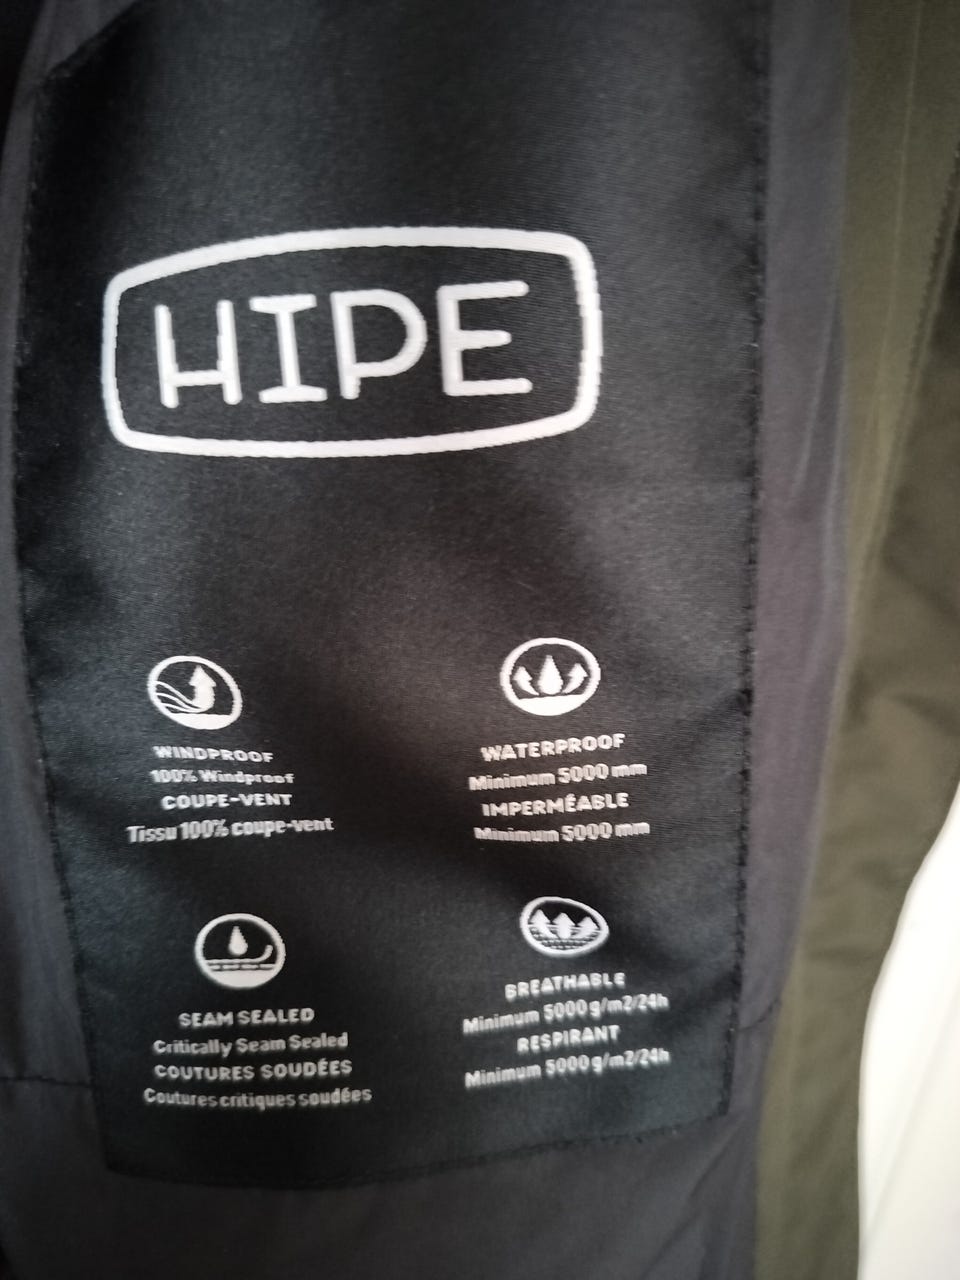 HIPE
WINDPROOF
100% Windproof
COUPE-VENT
Tissu 100% coupe-vent
WATERPROOF
Minimum 5000 mm
IMPERMÉABLE
Minimum 5000 mm
SEAM SEALED
Critically Seam Sealed
COUTURES SOUDÉES
Coutures critiques soudées
BREATHABLE
Minimum 5000 g/m2/24h
RESPIRANT
Minimum 5000 g/m2/24h